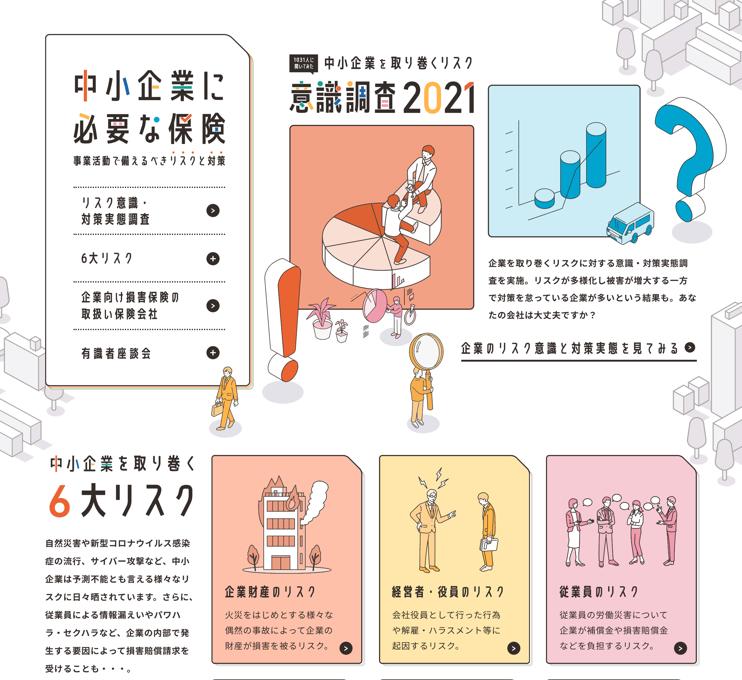 中小企業に
必要な保険
事業活動で備えるべきリスクと対策
リスク意識・
対策実態調査
6大リスク
企業向け損害保険の
取扱い保険会社
有識者座談会
1031人に
聞いてみた
中小企業を取り巻くリスク
意識調査2021
企業を取り巻くリスクに対する意識・対策実態調
査を実施。リスクが多様化し被害が増大する一方
で対策を怠っている企業が多いという結果も。あな
たの会社は大丈夫ですか？
企業のリスク意識と対策実態を見てみる
中小企業を取り巻く
6大リスク
自然災害や新型コロナウイルス感染
症の流行、サイバー攻撃など、中小
企業は予測不能とも言える様々なリ
スクに日々晒されています。さらに、
従業員による情報漏えいやパワハ
ラ・セクハラなど、企業の内部で発
生する要因によって損害賠償請求を
受けることも・・・。
企業財産のリスク
火災をはじめとする様々な
偶然の事故によって企業の
財産が損害を被るリスク。
経営者・役員のリスク
会社役員として行った行為
や解雇・ハラスメント等に
起因するリスク。
従業員のリスク
従業員の労働災害について
企業が補償金や損害賠償金
などを負担するリスク。